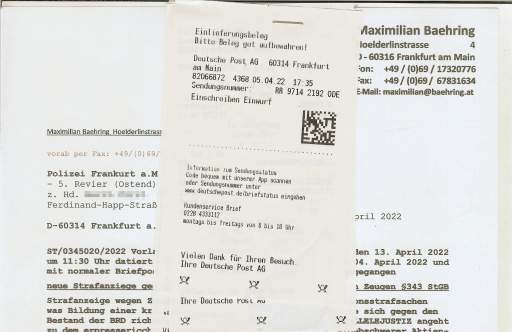 Einlieferungsbeleg
Bitte Beleg gut aufbewahren!
Deutsche Post AG 60314 Frankfurt
am Main
82066872 4368 05.04.22 17:35
Sendungsnummer: RR 9714 2192 0DE
Einschreiben Einwurf
Information zum Sendungsstatus
Code bequem mit unserer App scannen
oder Sendungsnummer unter
www.deutschepost.de/briefstatus eingeben
Kundenservice Brief
0228 4333112
montags bis freitags von 8 bis 18 Uhr
Vielen Dank für Ihren Besuch.
Ihre Deutsche Post AG
Ihre Deutsche Post AG
Maximilian Baehring
Hoelderlinstrasse 4
D - 60316 Frankfurt am Main
Fon: +49 / (0)69 / 17320776
Fax: +49 / (0)69 / 67831634
E-Mail: maximilian@baehring.at
Maximilian Baehring Hoelderlinstrasse
vorab per Fax: +49/(0)69/
Polizei Frankfurt a.M
- 5. Revier (Ostend)
z. Hd.
Ferdinand-Happ-Straß
D-60314 Frankfurt a.
april 2022
ST/0345020/2022 Vorl den 13. April 2022
um 11:30 Uhr datiert 04. April 2022
mit normaler Briefpo gegangen
neue Strafanziege ge n Zeugen §343 StGB
Strafanzeige wegen Z onsstrafsachen
was Bildung einer kr e sich gegen den
Bestand der BRD rich LLELEJUSTIZ angeht